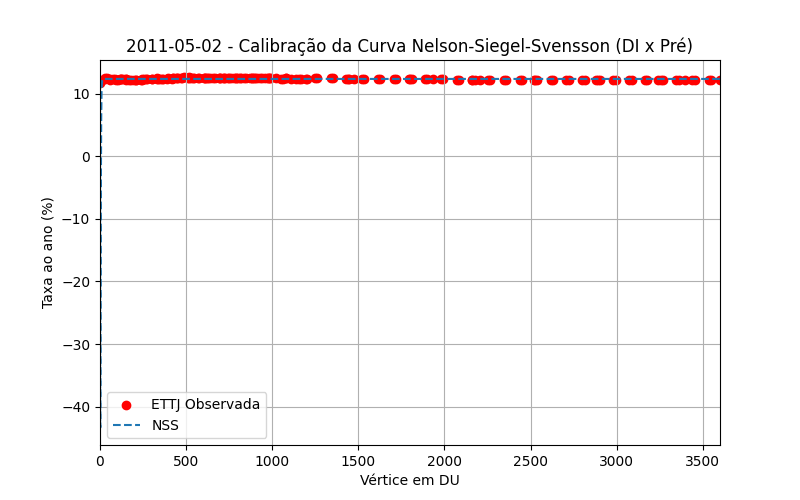 2011-05-02 - Calibração da Curva Nelson-Siegel-Svensson (DI x Pré)
Taxa ao ano (%)
10
0
−10
−20
−30
−40
ETTJ Observada
NSS
0 500 1000 1500 2000 2500 3000 3500
Vértice em DU